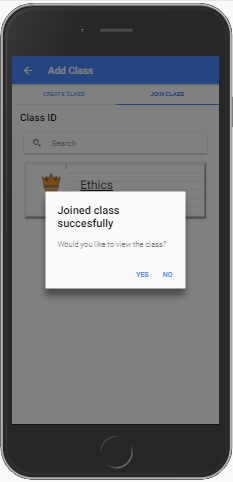 Add Class
CREATE CLASS
JOIN CLASS
Class ID
Search
Ethics
Joined class
succesfully
Would you like to view the class?
YES
NO